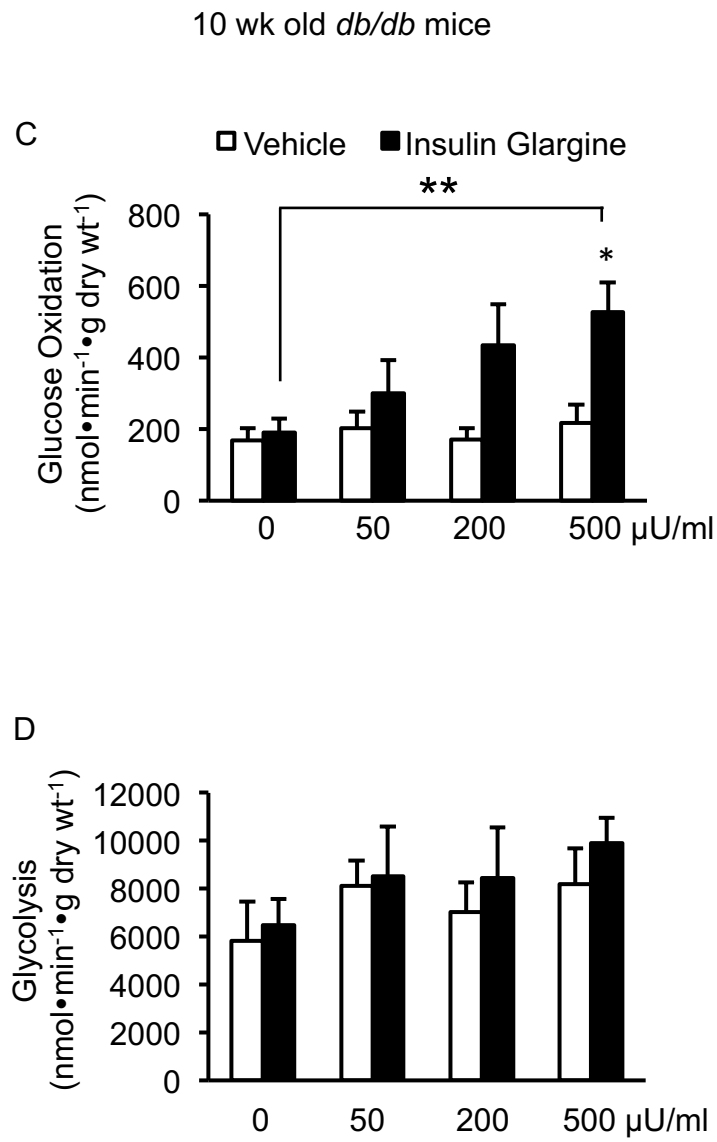 10 wk old db/db mice
C
Vehicle Insulin Glargine
**
*
Glucose Oxidation
(nmol•min-1•g dry wt-1)
800
600
400
200
0
0 50 200 500 µU/ml
D
Glycolysis
(nmol•min-1•g dry wt-1)
12000
10000
8000
6000
4000
2000
0
0 50 200 500 µU/ml